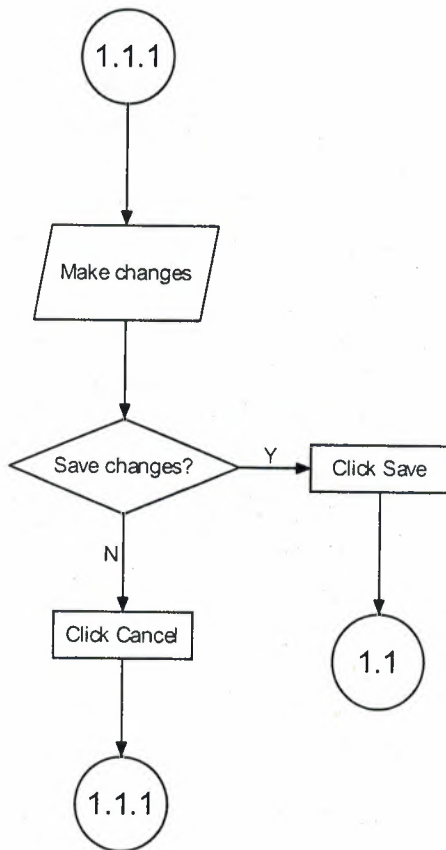 1.1.1
Make changes
Save changes?
Y
Click Save
N
Click Cancel
1.1
1.1.1